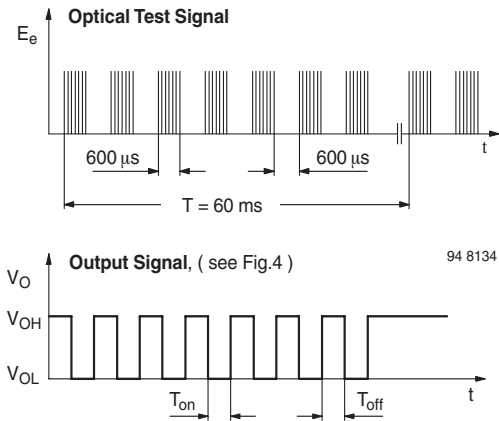 Optical Test Signal
Ee
600 µs
600 µs
t
T = 60 ms
Output Signal, ( see Fig.4 )
94 8134
VO
VOH
VOL
Ton
Toff
t